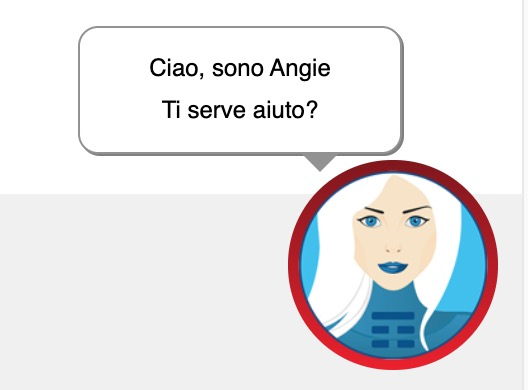 Ciao, sono Angie
Ti serve aiuto?